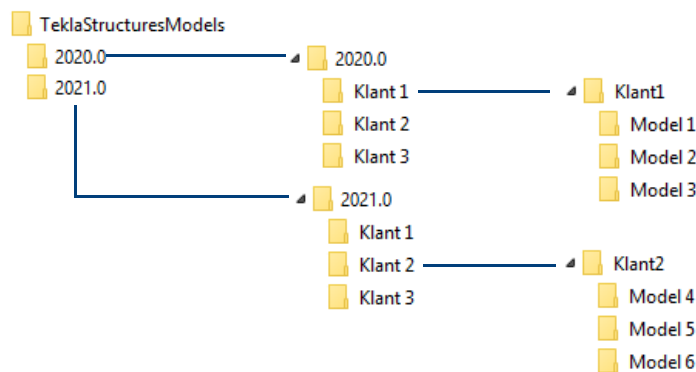 TeklaStructuresModels
2020.0
2021.0
2020.0
Klant 1
Klant 2
Klant 3
Klant1
Model 1
Model 2
Model 3
2021.0
Klant 1
Klant 2
Klant 3
Klant2
Model 4
Model 5
Model 6